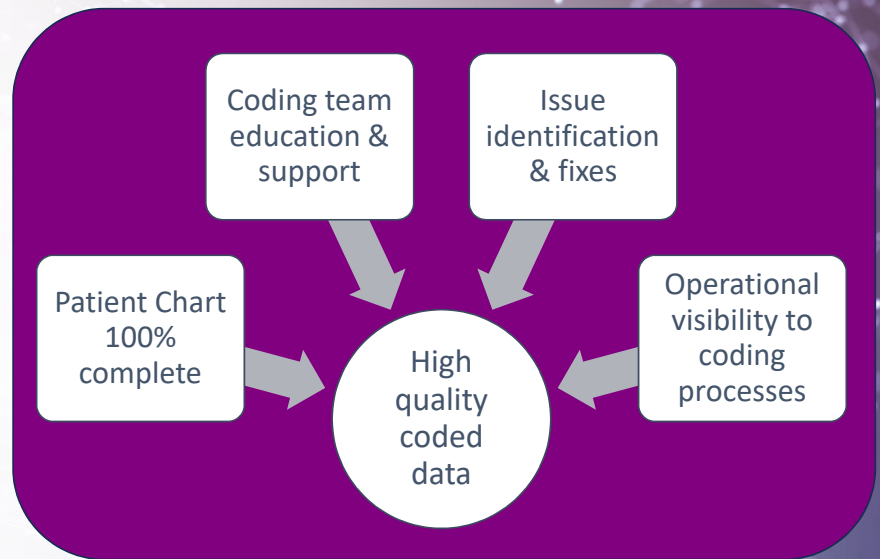 Coding team
education &
support
Issue
identification
& fixes
Patient Chart
100%
complete
Operational
visibility to
coding
processes
High
quality
coded
data